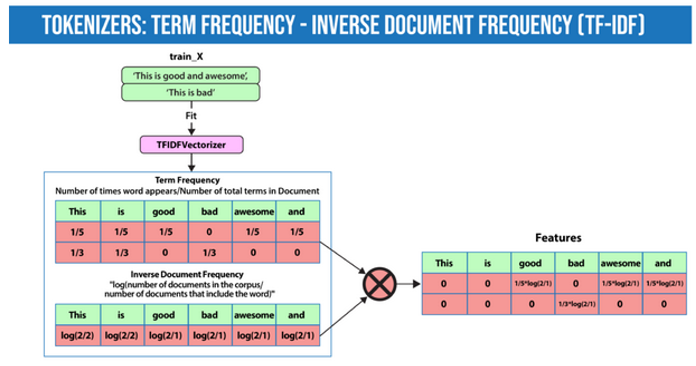 TOKENIZERS: TERM FREQUENCY - INVERSE DOCUMENT FREQUENCY (TF-IDF)
train_X
'This is good and awesome',
'This is bad'
Fit
TFIDFVectorizer
Term Frequency
Number of times word appears/Number of total terms in Document
This is good bad awesome and
1/5 1/5 1/5 0 1/5 1/5
1/3 1/3 0 1/3 0 0
Inverse Document Frequency
"log(number of documents in the corpus/
number of documents that include the word)"
This is good bad awesome and
log(2/2) log(2/2) log(2/1) log(2/1) log(2/1) log(2/1)
Features
This is good bad awesome and
0 0 1/5*log(2/1) 0 1/5*log(2/1) 1/5*log(2/1)
0 0 0 1/3*log(2/1) 0 0